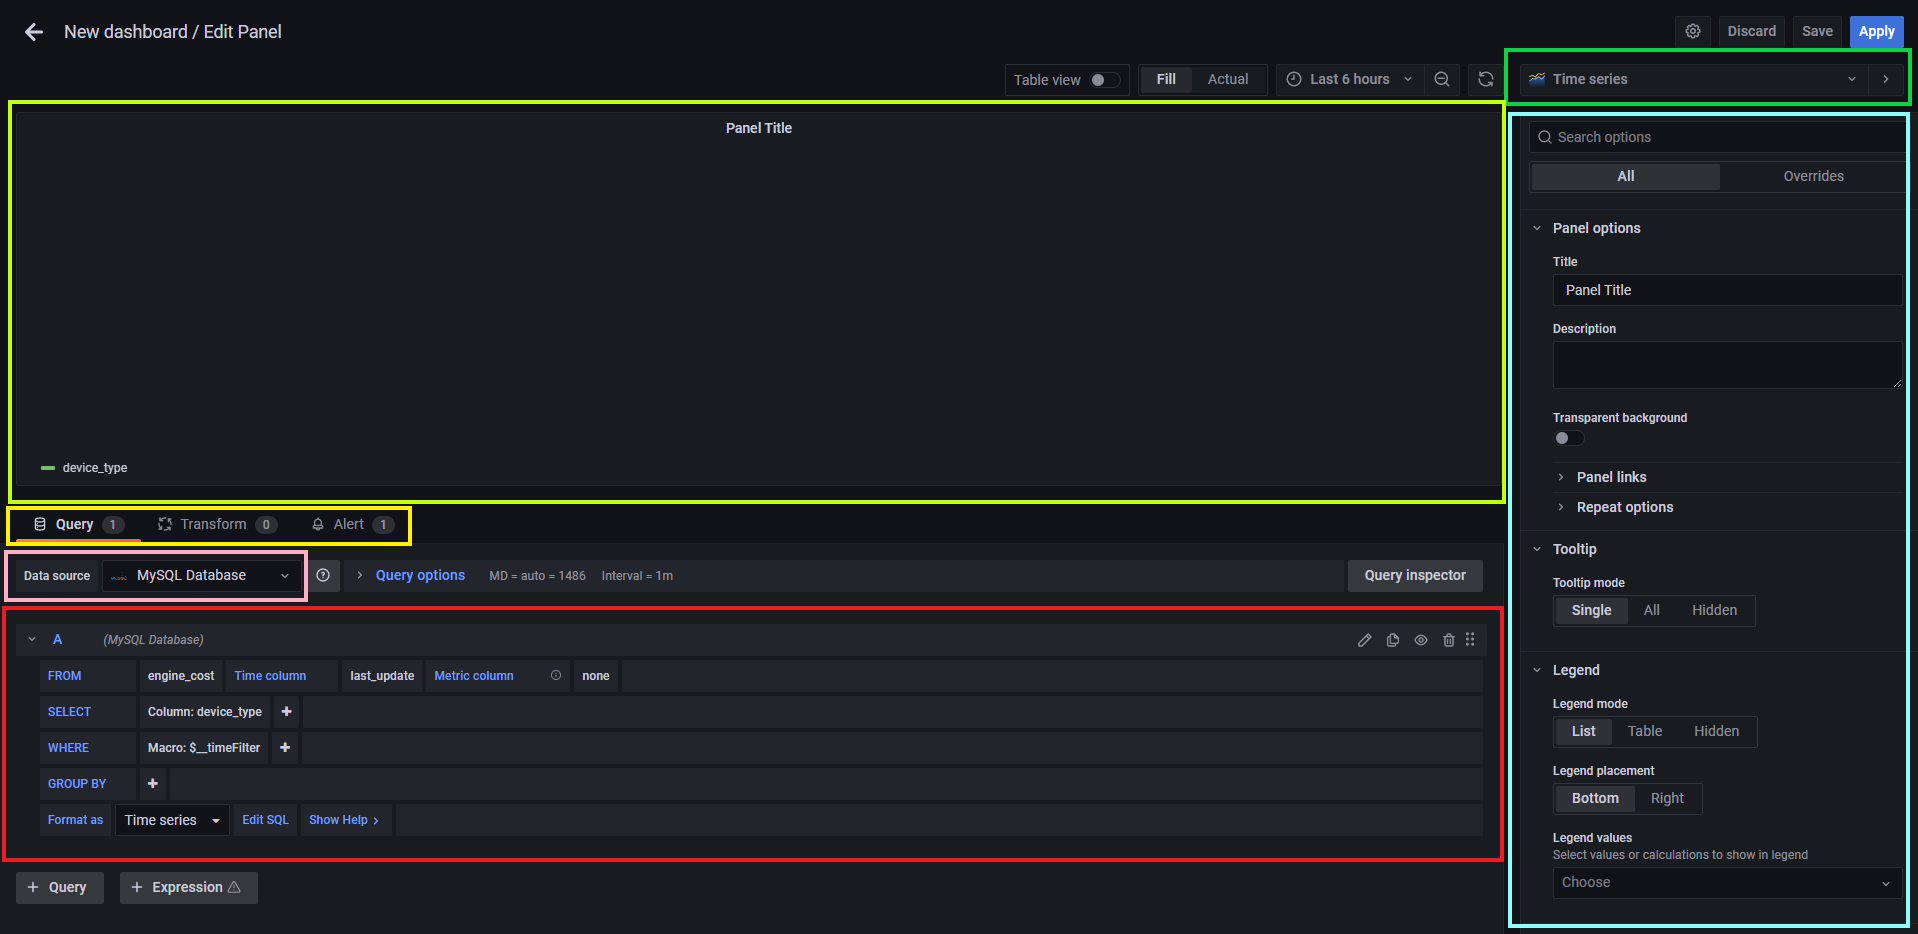 New dashboard / Edit Panel
Discard
Save
Apply
Table view
Fill
Actual
Last 6 hours
Time series
Panel Title
device_type
Search options
All
Overrides
Panel options
Title
Panel Title
Description
Transparent background
Panel links
Repeat options
Tooltip
Tooltip mode
Single
All
Hidden
Legend
Legend mode
List
Table
Hidden
Legend placement
Bottom
Right
Legend values
Select values or calculations to show in legend
Choose
Query 1
Transform 0
Alert 1
Data source
MySQL Database
Query options
MD = auto = 1486
Interval = 1m
Query inspector
A
(MySQL Database)
FROM
engine_cost
Time column
last_update
Metric column
none
SELECT
Column: device_type
WHERE
Macro: $__timeFilter
GROUP BY
Format as
Time series
Edit SQL
Show Help
+ Query
+ Expression